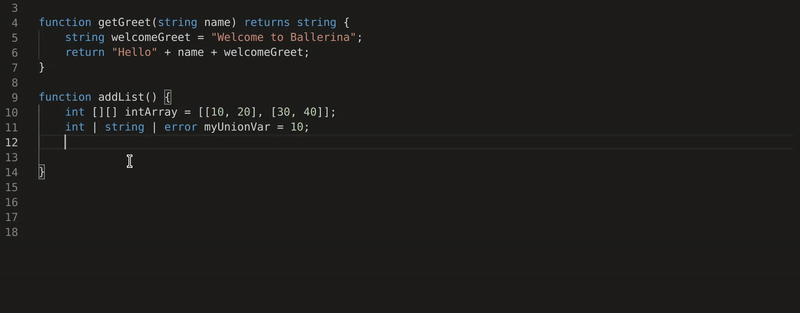 3
4 function getGreet(string name) returns string {
5 string welcomeGreet = "Welcome to Ballerina";
6 return "Hello" + name + welcomeGreet;
7 }
8
9 function addList() {
10 int [][] intArray = [[10, 20], [30, 40]];
11 int | string | error myUnionVar = 10;
12
13
14 }
15
16
17
18